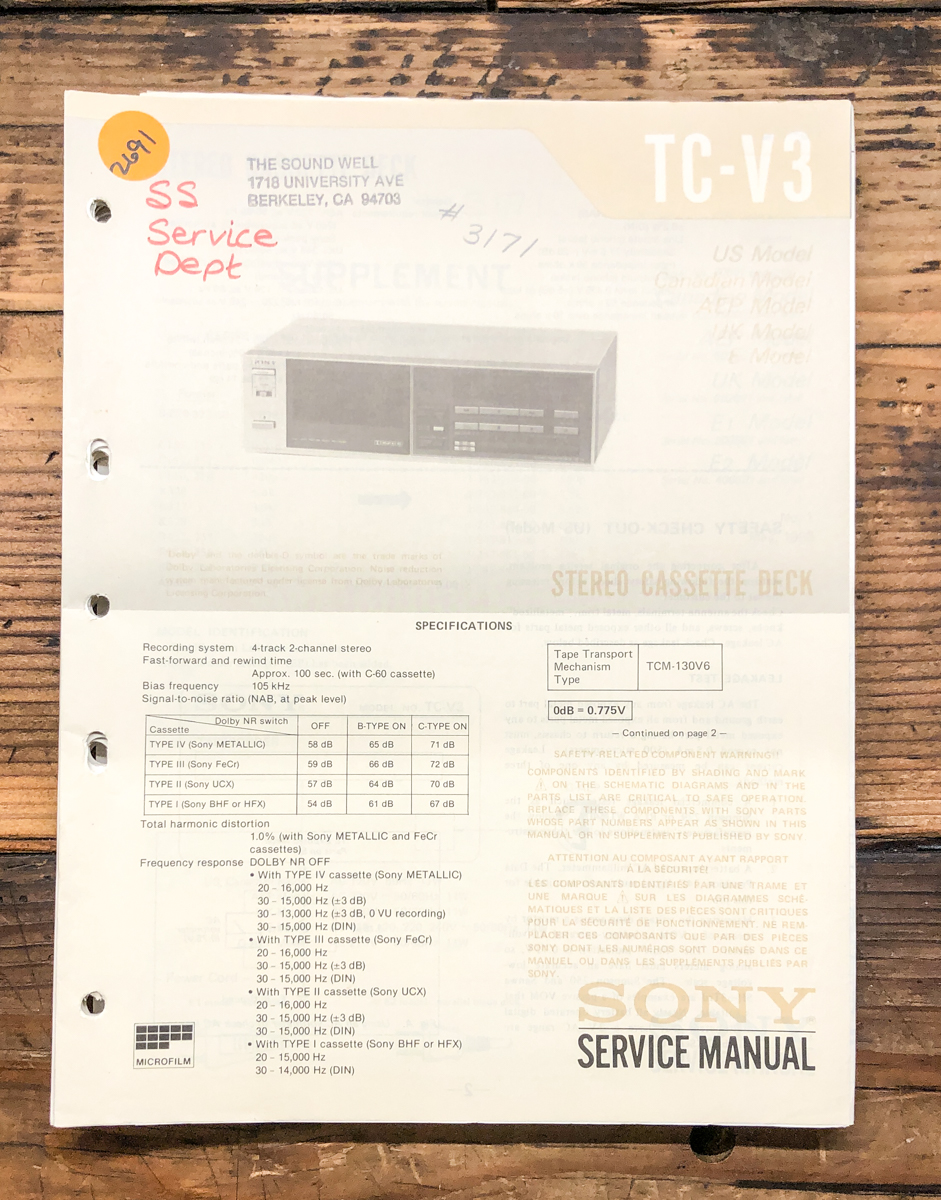 2691
THE SOUND WELL
1718 UNIVERSITY AVE
BERKELEY, CA 94703
SS
Service
Dept
# 3171
TC-V3
US Model
Canadian Model
AEP Model
UK Model
E Model
UK Model
E1 Model
E2 Model
SUPPLEMENT
SONY
STEREO CASSETTE DECK
SPECIFICATIONS
Recording system 4-track 2-channel stereo
Fast-forward and rewind time
Approx. 100 sec. (with C-60 cassette)
Bias frequency 105 kHz
Signal-to-noise ratio (NAB, at peak level)
Dolby NR switch
Cassette OFF B-TYPE ON C-TYPE ON
TYPE IV (Sony METALLIC) 58 dB 65 dB 71 dB
TYPE III (Sony FeCr) 59 dB 66 dB 72 dB
TYPE II (Sony UCX) 57 dB 64 dB 70 dB
TYPE I (Sony BHF or HFX) 54 dB 61 dB 67 dB
Total harmonic distortion
1.0% (with Sony METALLIC and FeCr
cassettes)
Frequency response DOLBY NR OFF
• With TYPE IV cassette (Sony METALLIC)
20 – 16,000 Hz
30 – 15,000 Hz (±3 dB)
30 – 13,000 Hz (±3 dB, 0 VU recording)
30 – 15,000 Hz (DIN)
• With TYPE III cassette (Sony FeCr)
20 – 16,000 Hz
30 – 15,000 Hz (±3 dB)
30 – 15,000 Hz (DIN)
• With TYPE II cassette (Sony UCX)
20 – 16,000 Hz
30 – 15,000 Hz (±3 dB)
30 – 15,000 Hz (DIN)
• With TYPE I cassette (Sony BHF or HFX)
20 – 15,000 Hz
30 – 14,000 Hz (DIN)
MICROFILM
Tape Transport
Mechanism
Type
TCM-130V6
0dB = 0.775V
— Continued on page 2 —
SAFETY-RELATED COMPONENT WARNING!!
COMPONENTS IDENTIFIED BY SHADING AND MARK
⚠ ON THE SCHEMATIC DIAGRAMS AND IN THE
PARTS LIST ARE CRITICAL TO SAFE OPERATION.
REPLACE THESE COMPONENTS WITH SONY PARTS
WHOSE PART NUMBERS APPEAR AS SHOWN IN THIS
MANUAL OR IN SUPPLEMENTS PUBLISHED BY SONY.
ATTENTION AU COMPOSANT AYANT RAPPORT
À LA SÉCURITÉ!
LES COMPOSANTS IDENTIFIÉS PAR UNE TRAME ET
UNE MARQUE ⚠ SUR LES DIAGRAMMES SCHÉ-
MATIQUES ET LA LISTE DES PIÈCES SONT CRITIQUES
POUR LA SÉCURITÉ DE FONCTIONNEMENT. NE REM-
PLACER CES COMPOSANTS QUE PAR DES PIÈCES
SONY DONT LES NUMÉROS SONT DONNÉS DANS CE
MANUEL OU DANS LES SUPPLÉMENTS PUBLIÉS PAR
SONY.
SONY
SERVICE MANUAL